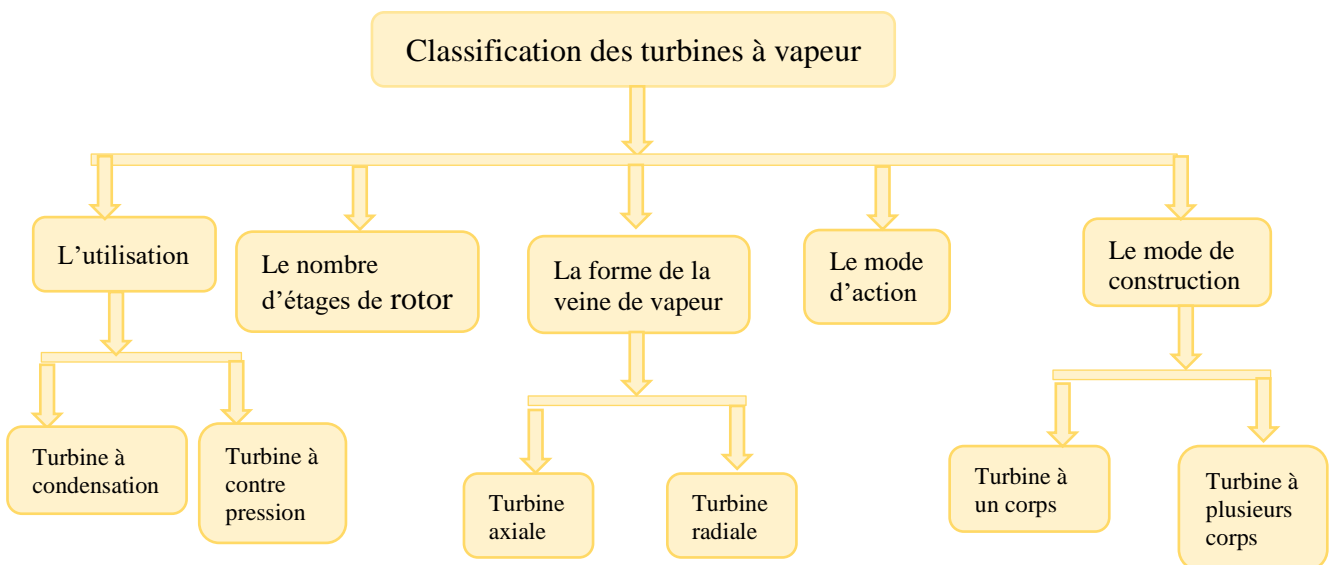 Classification des turbines à vapeur
L’utilisation
Le nombre
d’étages de rotor
La forme de la
veine de vapeur
Le mode
d’action
Le mode de
construction
Turbine à
condensation
Turbine à
contre
pression
Turbine
axiale
Turbine
radiale
Turbine à
un corps
Turbine à
plusieurs
corps